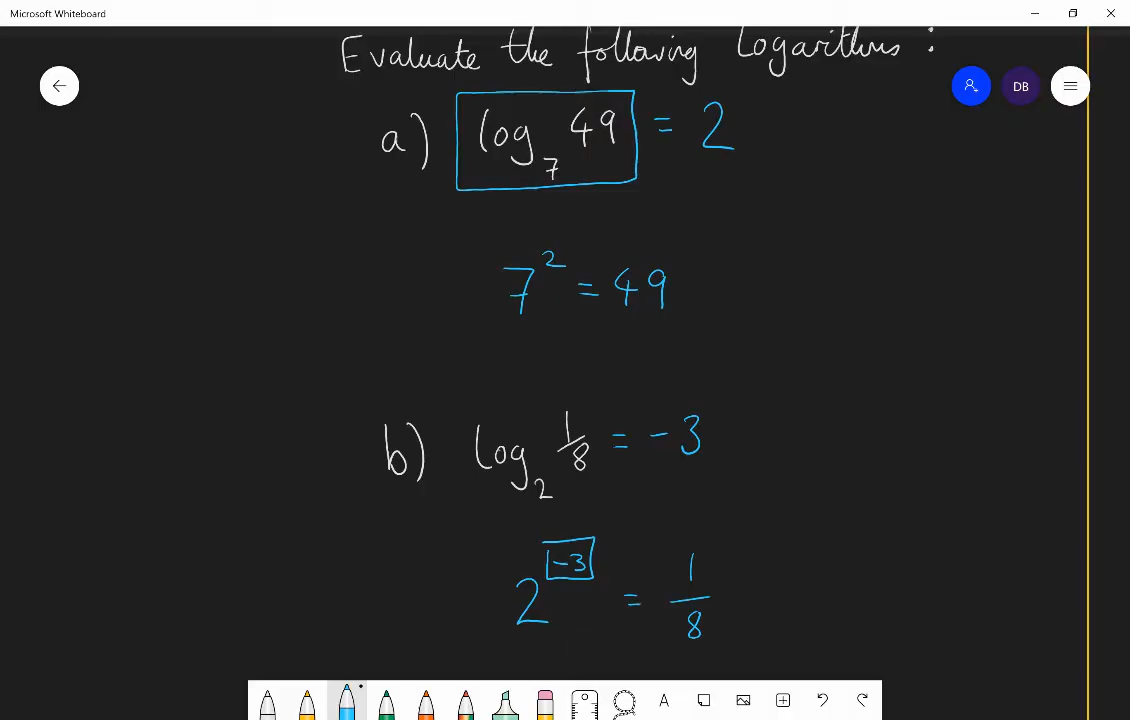 Microsoft Whiteboard
Evaluate the following Logarithms :
DB
a) log₇ 49 = 2
7² = 49
b) log₂ 1/8 = -3
2⁻³ = 1/8
A